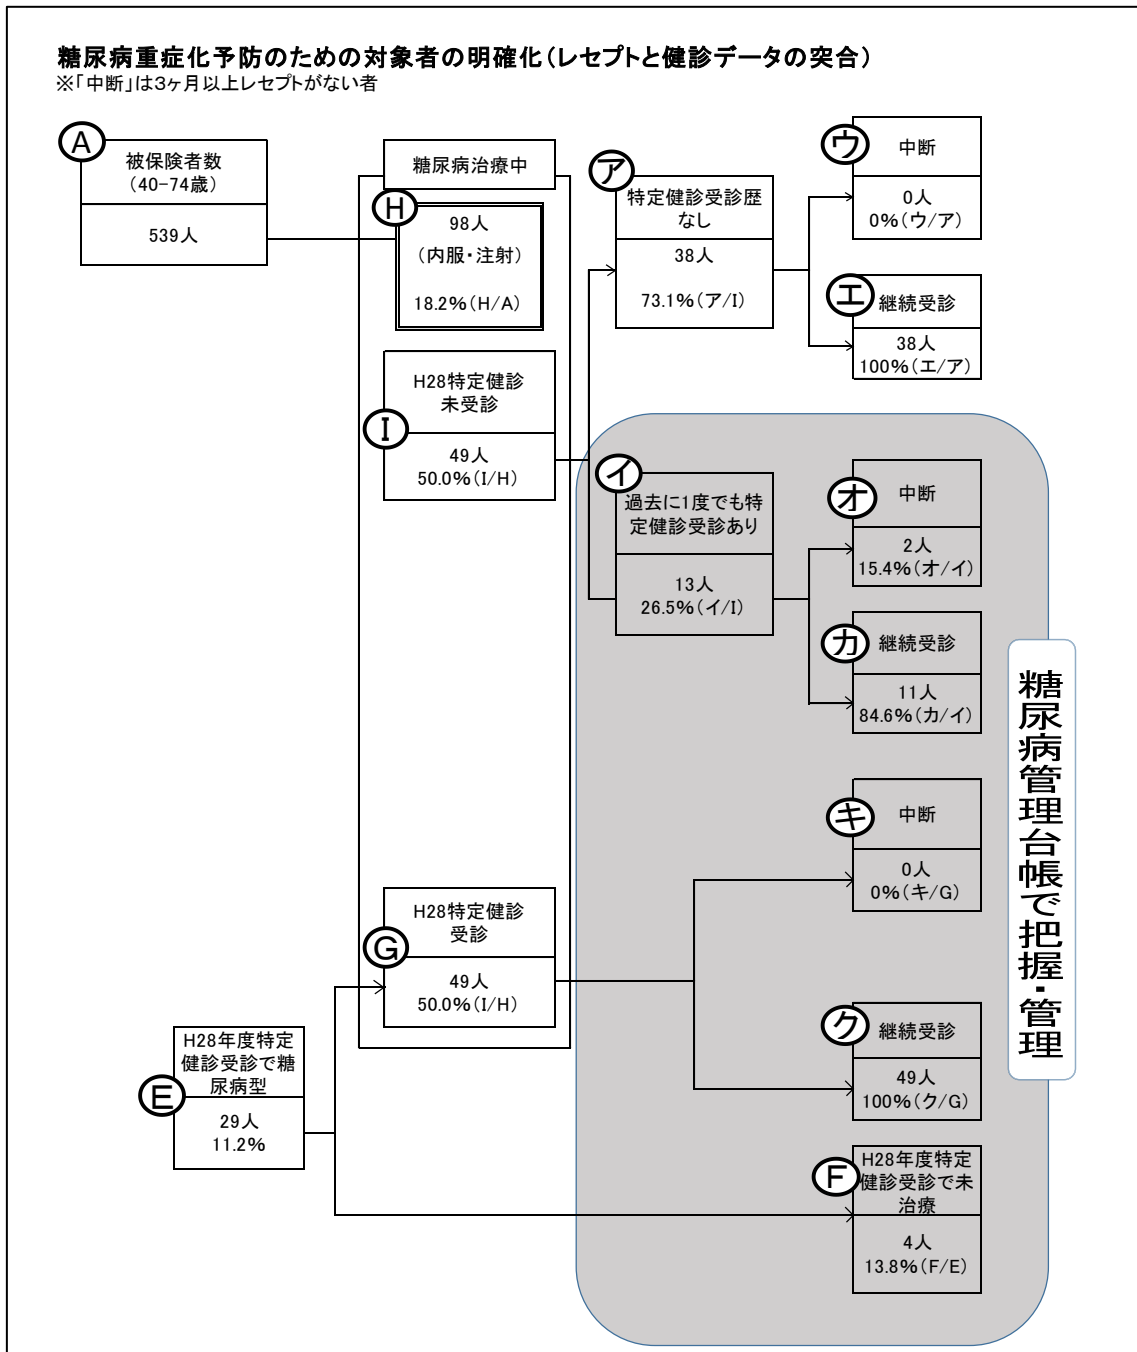 糖尿病重症化予防のための対象者の明確化(レセプトと健診データの突合)
※「中断」は3ヶ月以上レセプトがない者
A
被保険者数
(40-74歳)
539人
糖尿病治療中
H
98人
(内服・注射)
18.2%(H/A)
I
H28特定健診
未受診
49人
50.0%(I/H)
ア
特定健診受診歴
なし
38人
73.1%(ア/I)
ウ
中断
0人
0%(ウ/ア)
エ
継続受診
38人
100%(エ/ア)
イ
過去に1度でも特
定健診受診あり
13人
26.5%(イ/I)
オ
中断
2人
15.4%(オ/イ)
カ
継続受診
11人
84.6%(カ/イ)
糖尿病管理台帳で把握・管理
キ
中断
0人
0%(キ/G)
G
H28特定健診
受診
49人
50.0%(I/H)
ク
継続受診
49人
100%(ク/G)
E
H28年度特定
健診受診で糖
尿病型
29人
11.2%
F
H28年度特定
健診受診で未
治療
4人
13.8%(F/E)